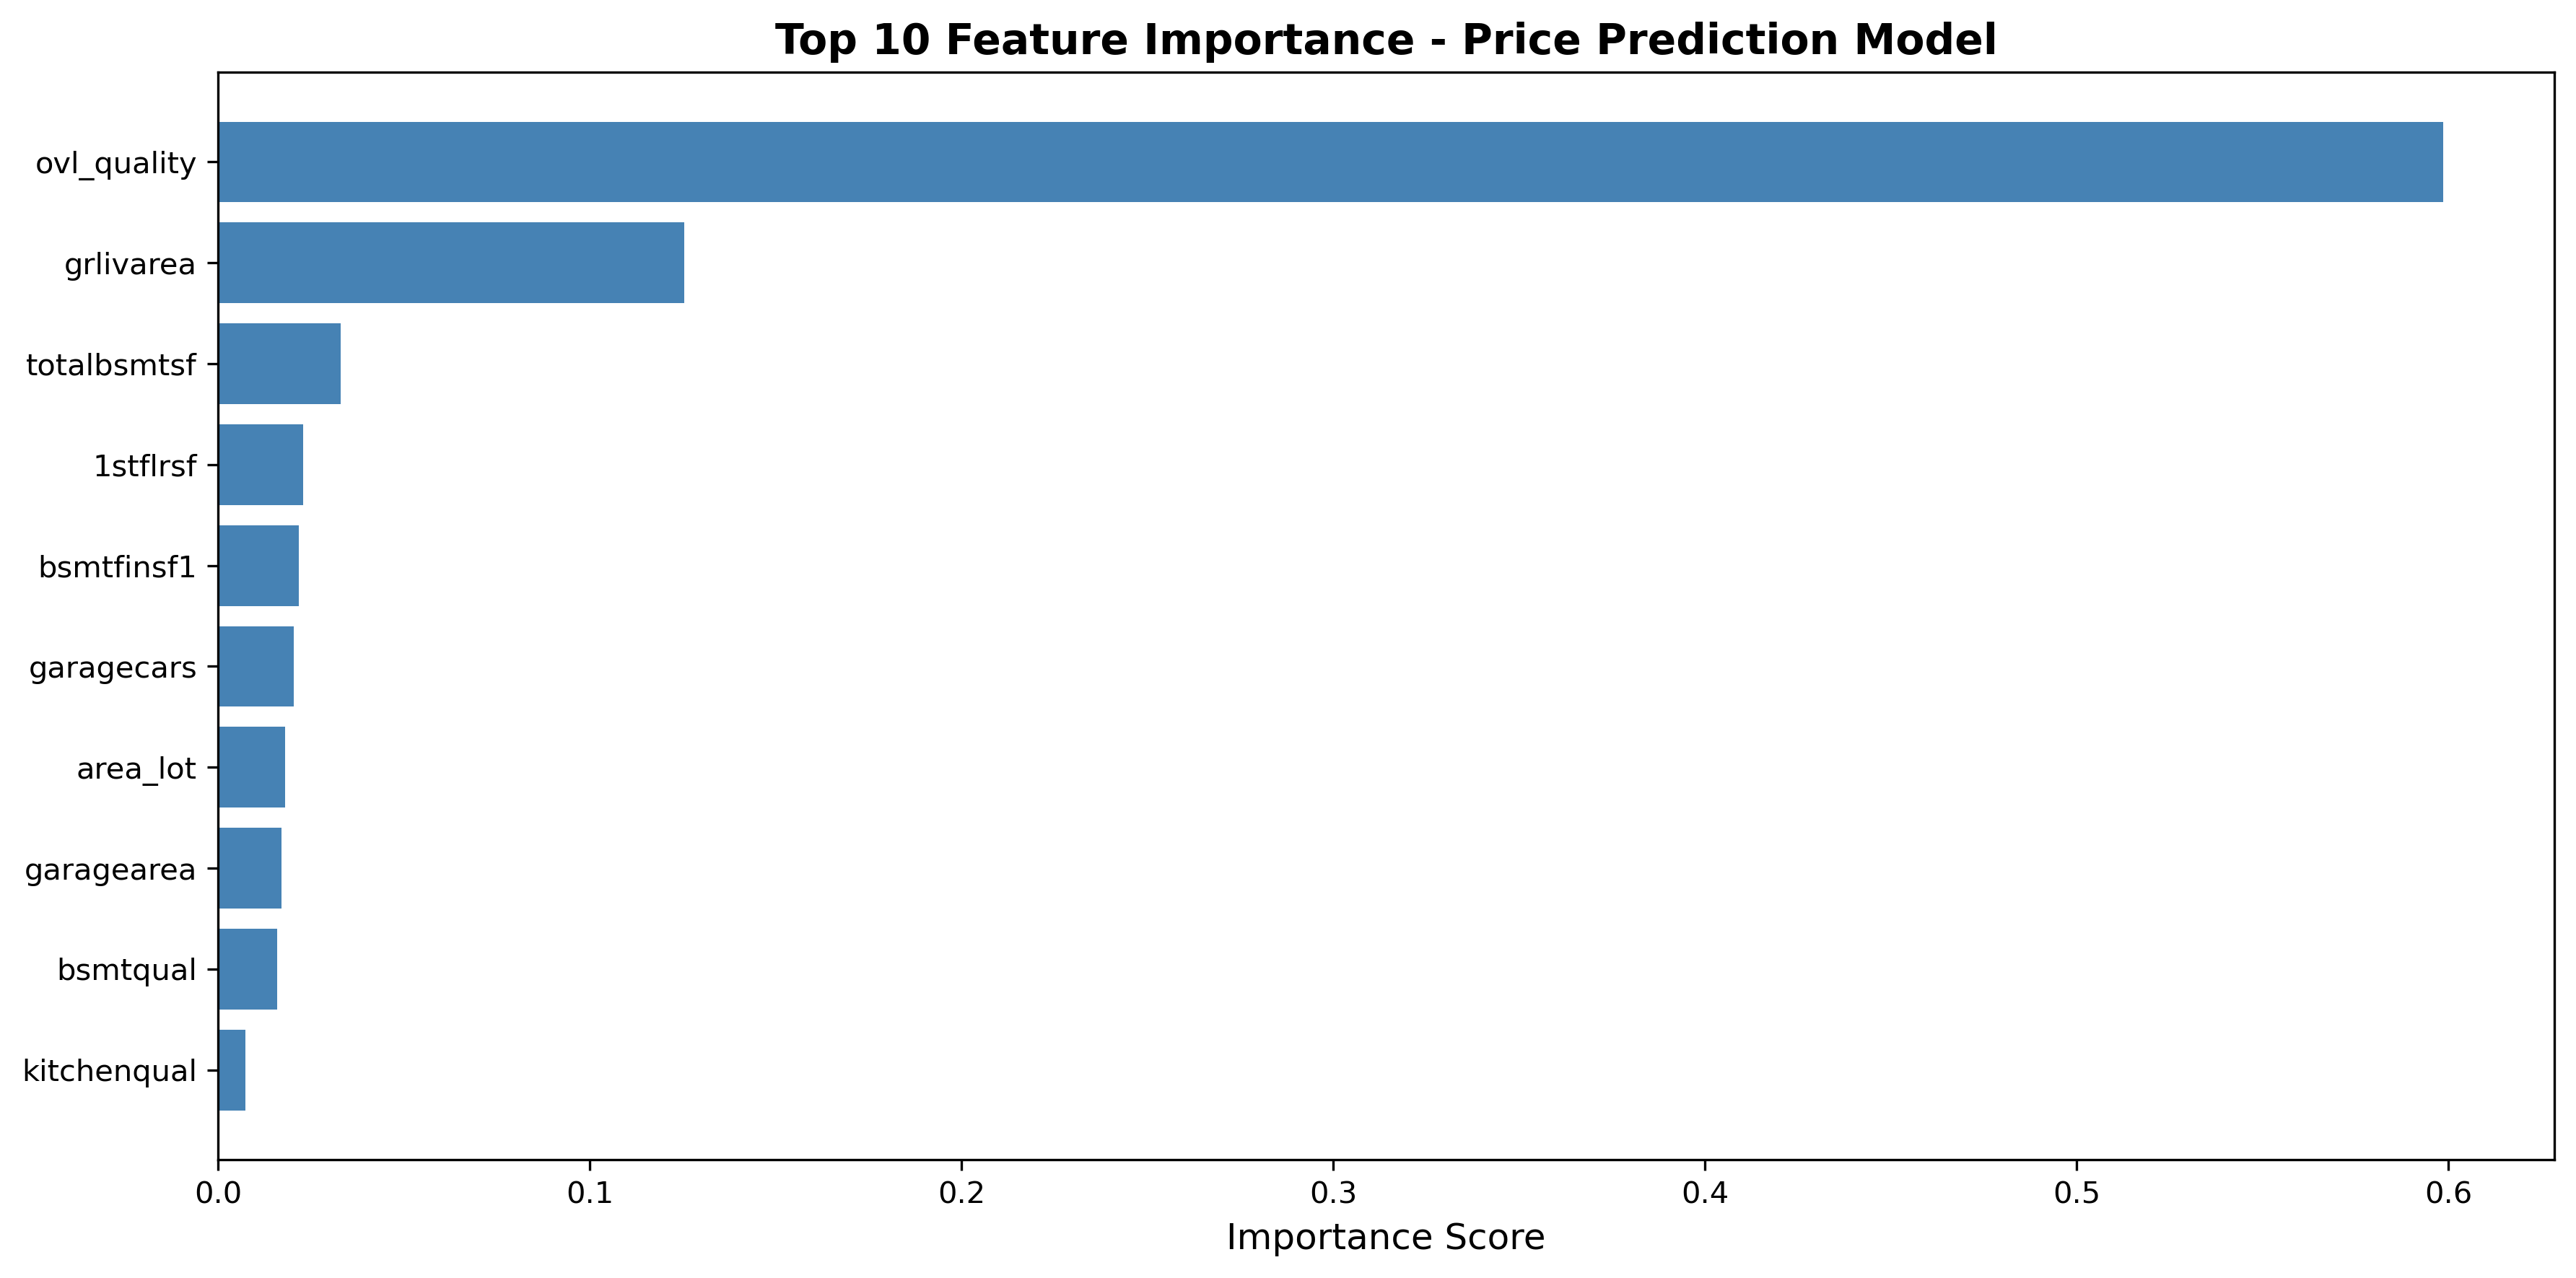 Top 10 Feature Importance - Price Prediction Model
ovl_quality
grlivarea
totalbsmtsf
1stflrsf
bsmtfinsf1
garagecars
area_lot
garagearea
bsmtqual
kitchenqual
0.0 0.1 0.2 0.3 0.4 0.5 0.6
Importance Score